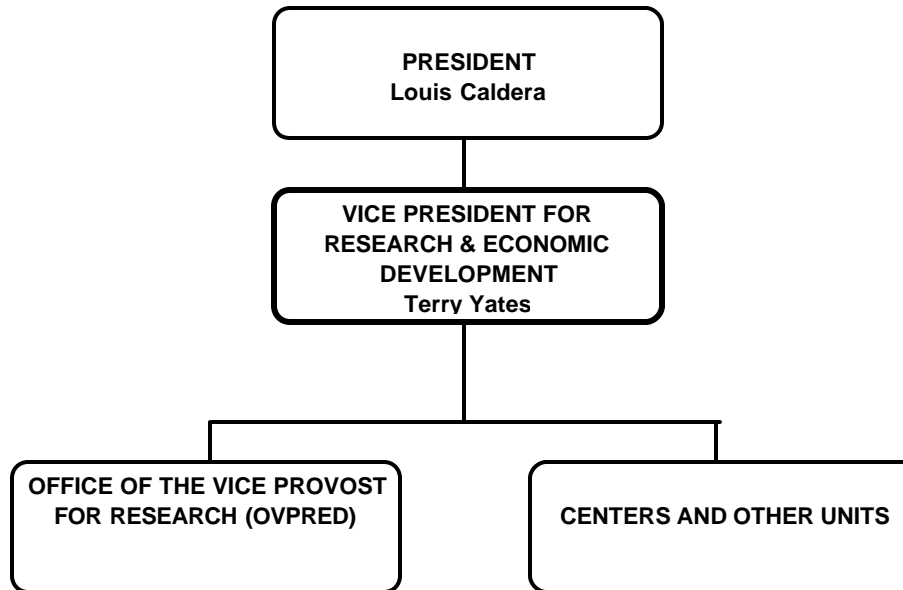 PRESIDENT
Louis Caldera
VICE PRESIDENT FOR
RESEARCH & ECONOMIC
DEVELOPMENT
Terry Yates
OFFICE OF THE VICE PROVOST
FOR RESEARCH (OVPRED)
CENTERS AND OTHER UNITS